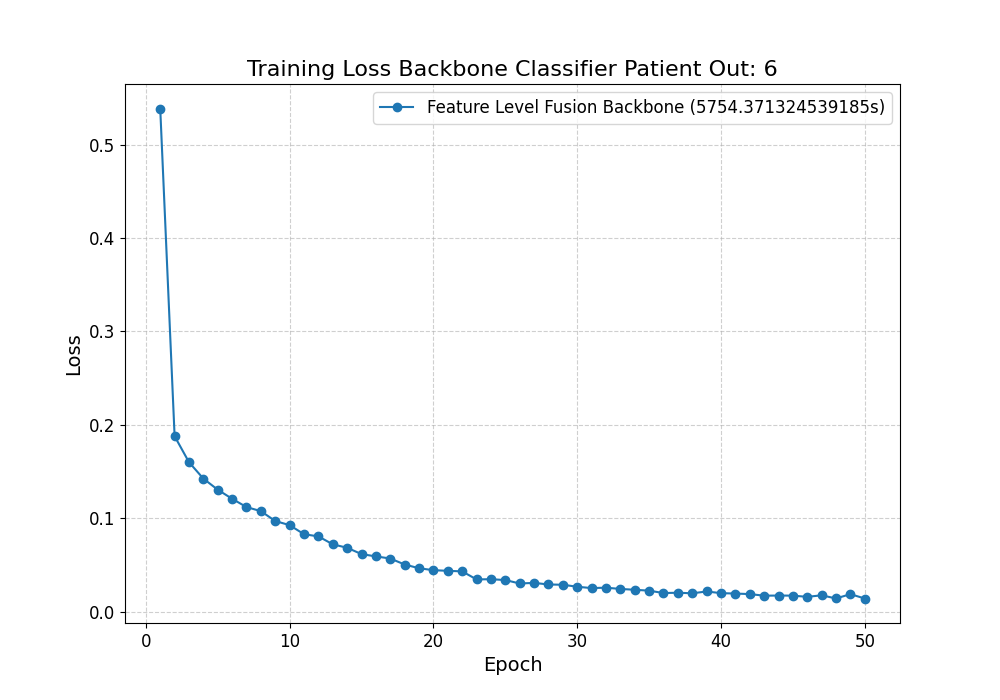 Training Loss Backbone Classifier Patient Out: 6
Feature Level Fusion Backbone (5754.371324539185s)
Loss
0.5
0.4
0.3
0.2
0.1
0.0
0 10 20 30 40 50
Epoch